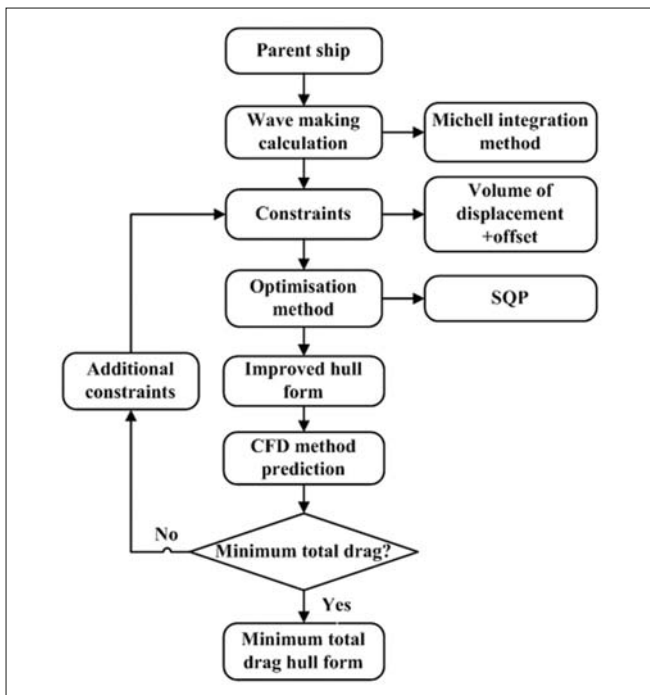 Parent ship
Wave making
calculation
Michell integration
method
Constraints
Volume of
displacement
+offset
Optimisation
method
SQP
Improved hull
form
Additional
constraints
CFD method
prediction
No
Minimum total drag?
Yes
Minimum total
drag hull form